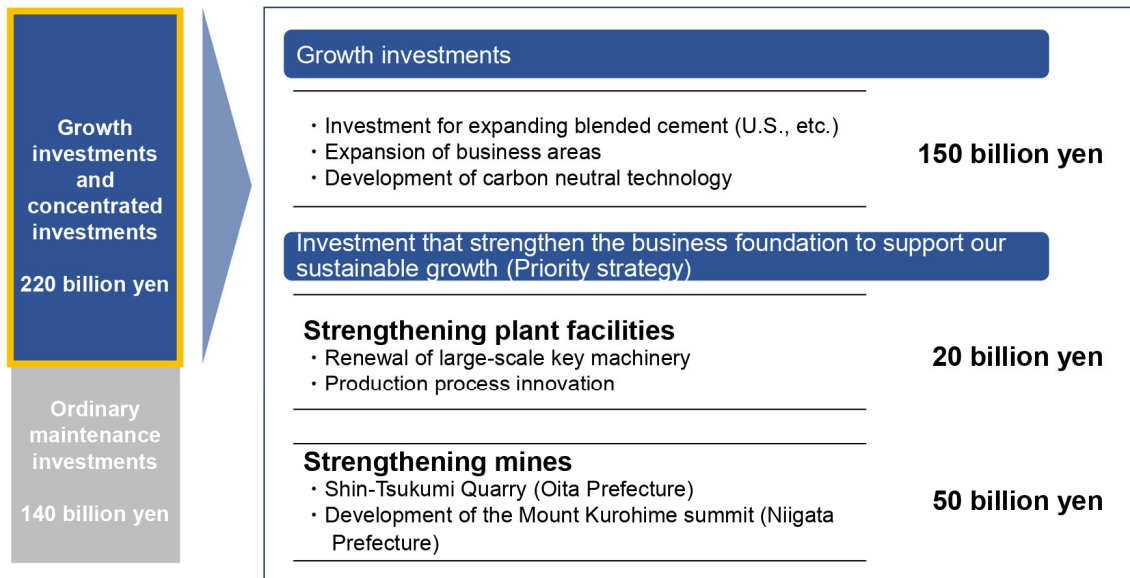 Growth
investments
and
concentrated
investments
220 billion yen
Ordinary
maintenance
investments
140 billion yen
Growth investments
・Investment for expanding blended cement (U.S., etc.)
・Expansion of business areas
・Development of carbon neutral technology
150 billion yen
Investment that strengthen the business foundation to support our
sustainable growth (Priority strategy)
Strengthening plant facilities
・Renewal of large-scale key machinery
・Production process innovation
20 billion yen
Strengthening mines
・Shin-Tsukumi Quarry (Oita Prefecture)
・Development of the Mount Kurohime summit (Niigata
Prefecture)
50 billion yen